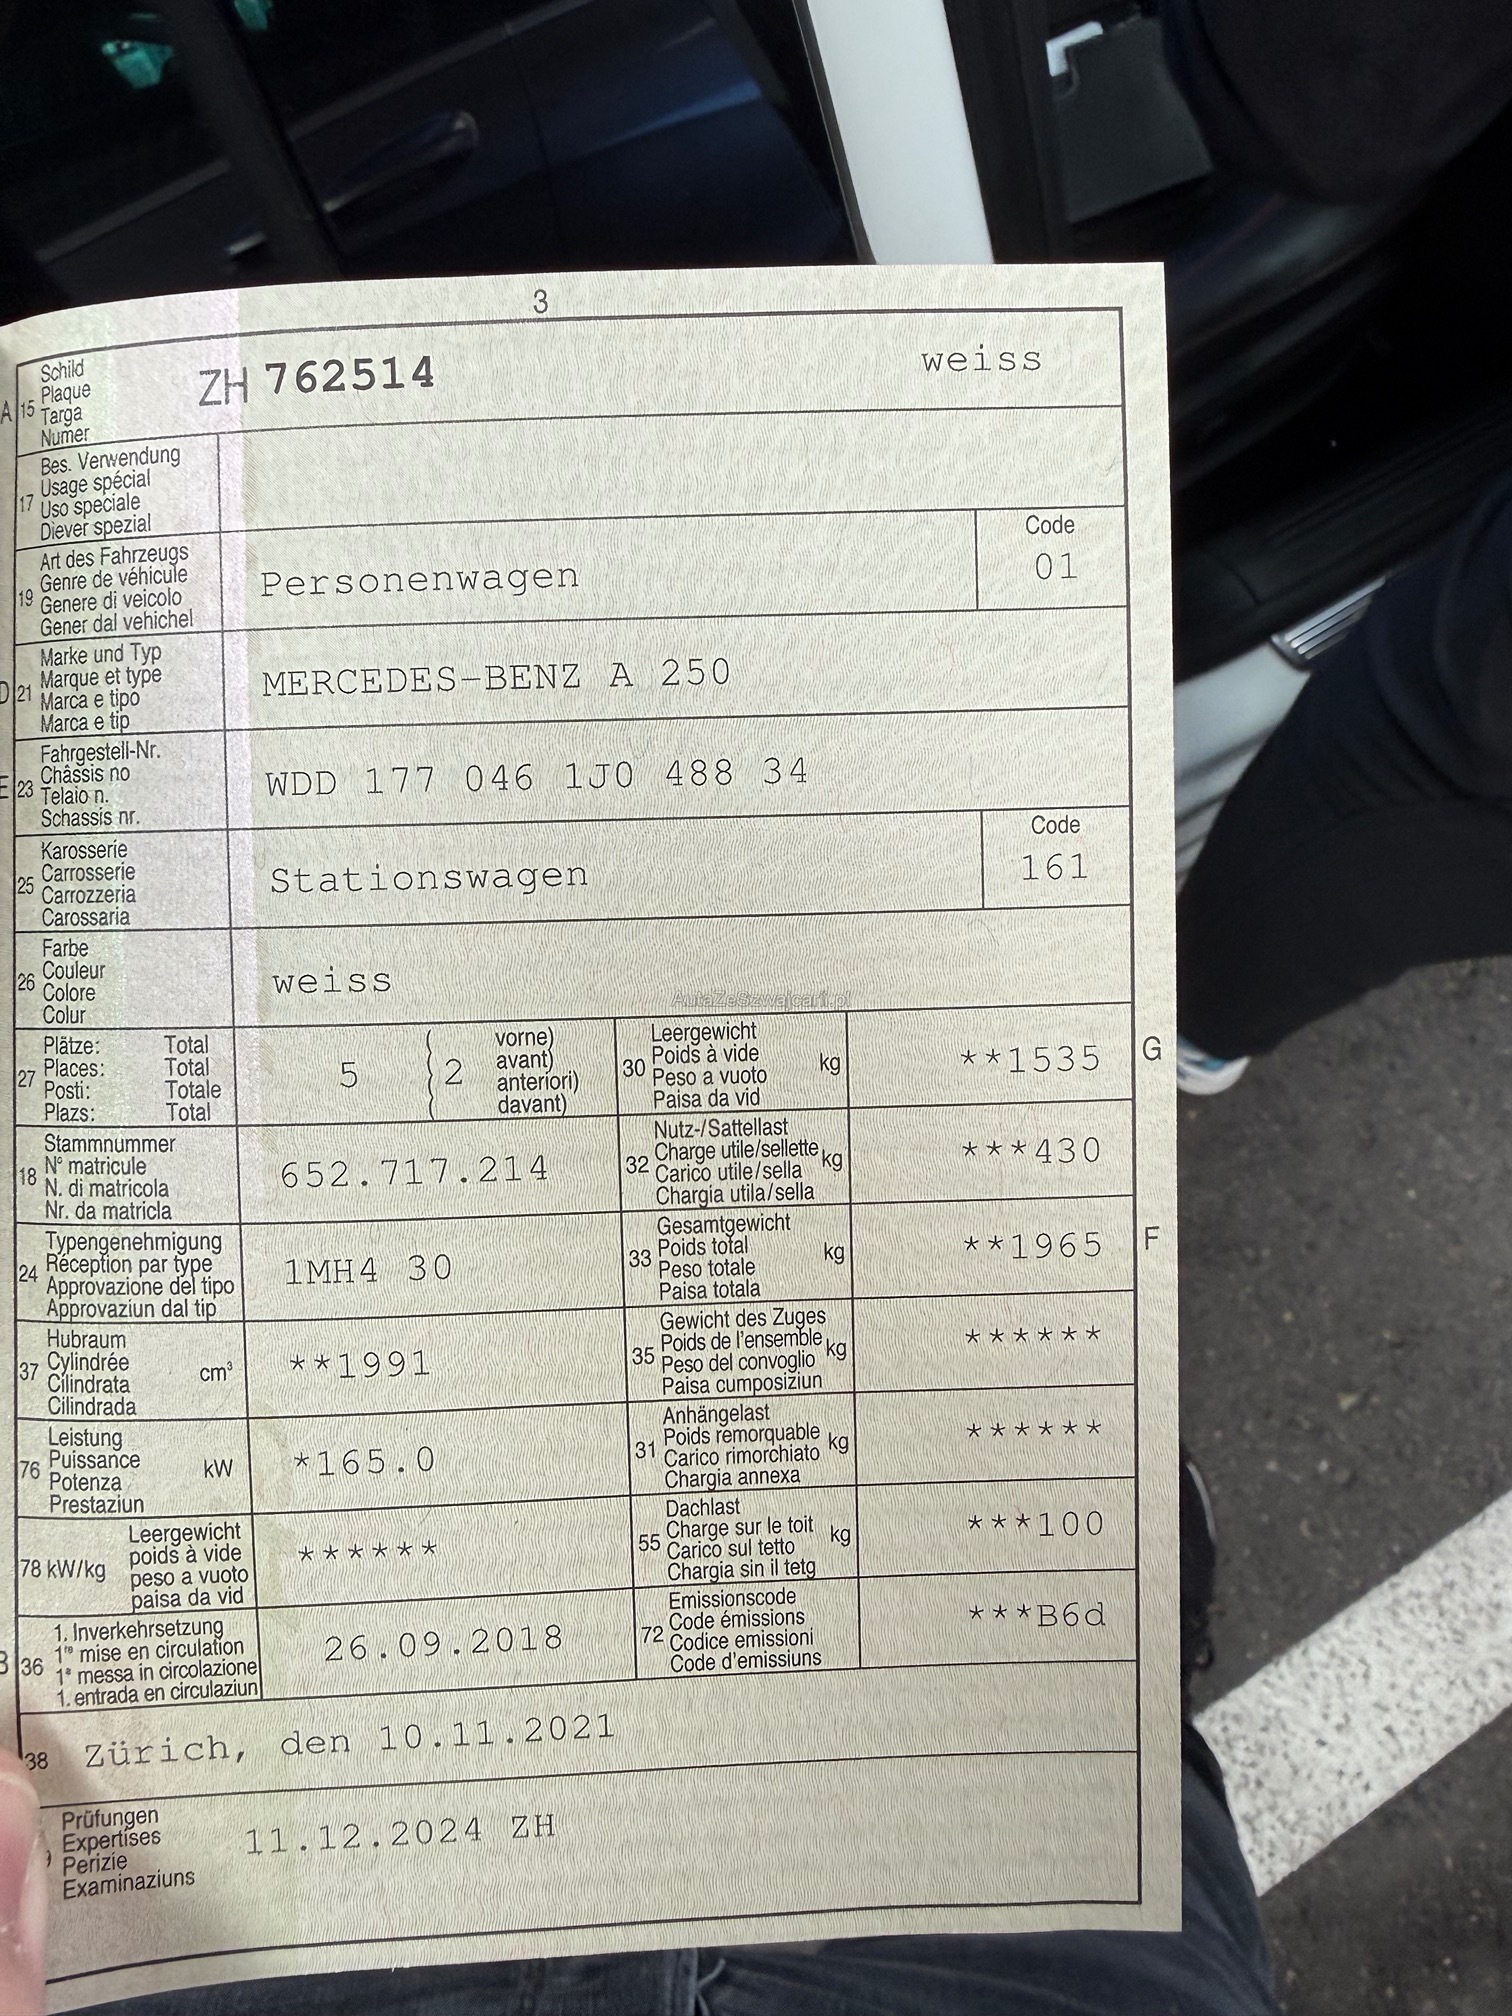 3
A 15 Schild
Plaque
Targa
Numer
ZH 762514
weiss
17 Bes. Verwendung
Usage spécial
Uso speciale
Diever spezial
19 Art des Fahrzeugs
Genre de véhicule
Genere di veicolo
Gener dal vehichel
Personenwagen
Code
01
D 21 Marke und Typ
Marque et type
Marca e tipo
Marca e tip
MERCEDES-BENZ A 250
E 23 Fahrgestell-Nr.
Châssis no
Telaio n.
Schassis nr.
WDD 177 046 1J0 488 34
25 Karosserie
Carrosserie
Carrozzeria
Carossaria
Stationswagen
Code
161
26 Farbe
Couleur
Colore
Colur
weiss
AutaZeSzwajcarii.pl
27 Plätze: Total
Places: Total
Posti: Totale
Plazs: Total
5 2 vorne)
avant)
anteriori)
davant)
30 Leergewicht
Poids à vide
Peso a vuoto
Paisa da vid
kg
**1535
G
18 Stammnummer
N° matricule
N. di matricola
Nr. da matricla
652.717.214
32 Nutz-/Sattellast
Charge utile/sellette
Carico utile/sella
Chargia utila/sella
kg
***430
24 Typengenehmigung
Réception par type
Approvazione del tipo
Approvaziun dal tip
1MH4 30
33 Gesamtgewicht
Poids total
Peso totale
Paisa totala
kg
**1965
F
37 Hubraum
Cylindrée
Cilindrata
Cilindrada
cm³
**1991
35 Gewicht des Zuges
Poids de l'ensemble
Peso del convoglio
Paisa cumposiziun
kg
******
76 Leistung
Puissance
Potenza
Prestaziun
kW
*165.0
31 Anhängelast
Poids remorquable
Carico rimorchiato
Chargia annexa
kg
******
78 kW/kg Leergewicht
poids à vide
peso a vuoto
paisa da vid
******
55 Dachlast
Charge sur le toit
Carico sul tetto
Chargia sin il tetg
kg
***100
B 36 1. Inverkehrsetzung
1re mise en circulation
1a messa in circolazione
1. entrada en circulaziun
26.09.2018
72 Emissionscode
Code émissions
Codice emissioni
Code d'emissiuns
***B6d
38 Zürich, den 10.11.2021
Prüfungen
Expertises
Perizie
Examinaziuns
11.12.2024 ZH